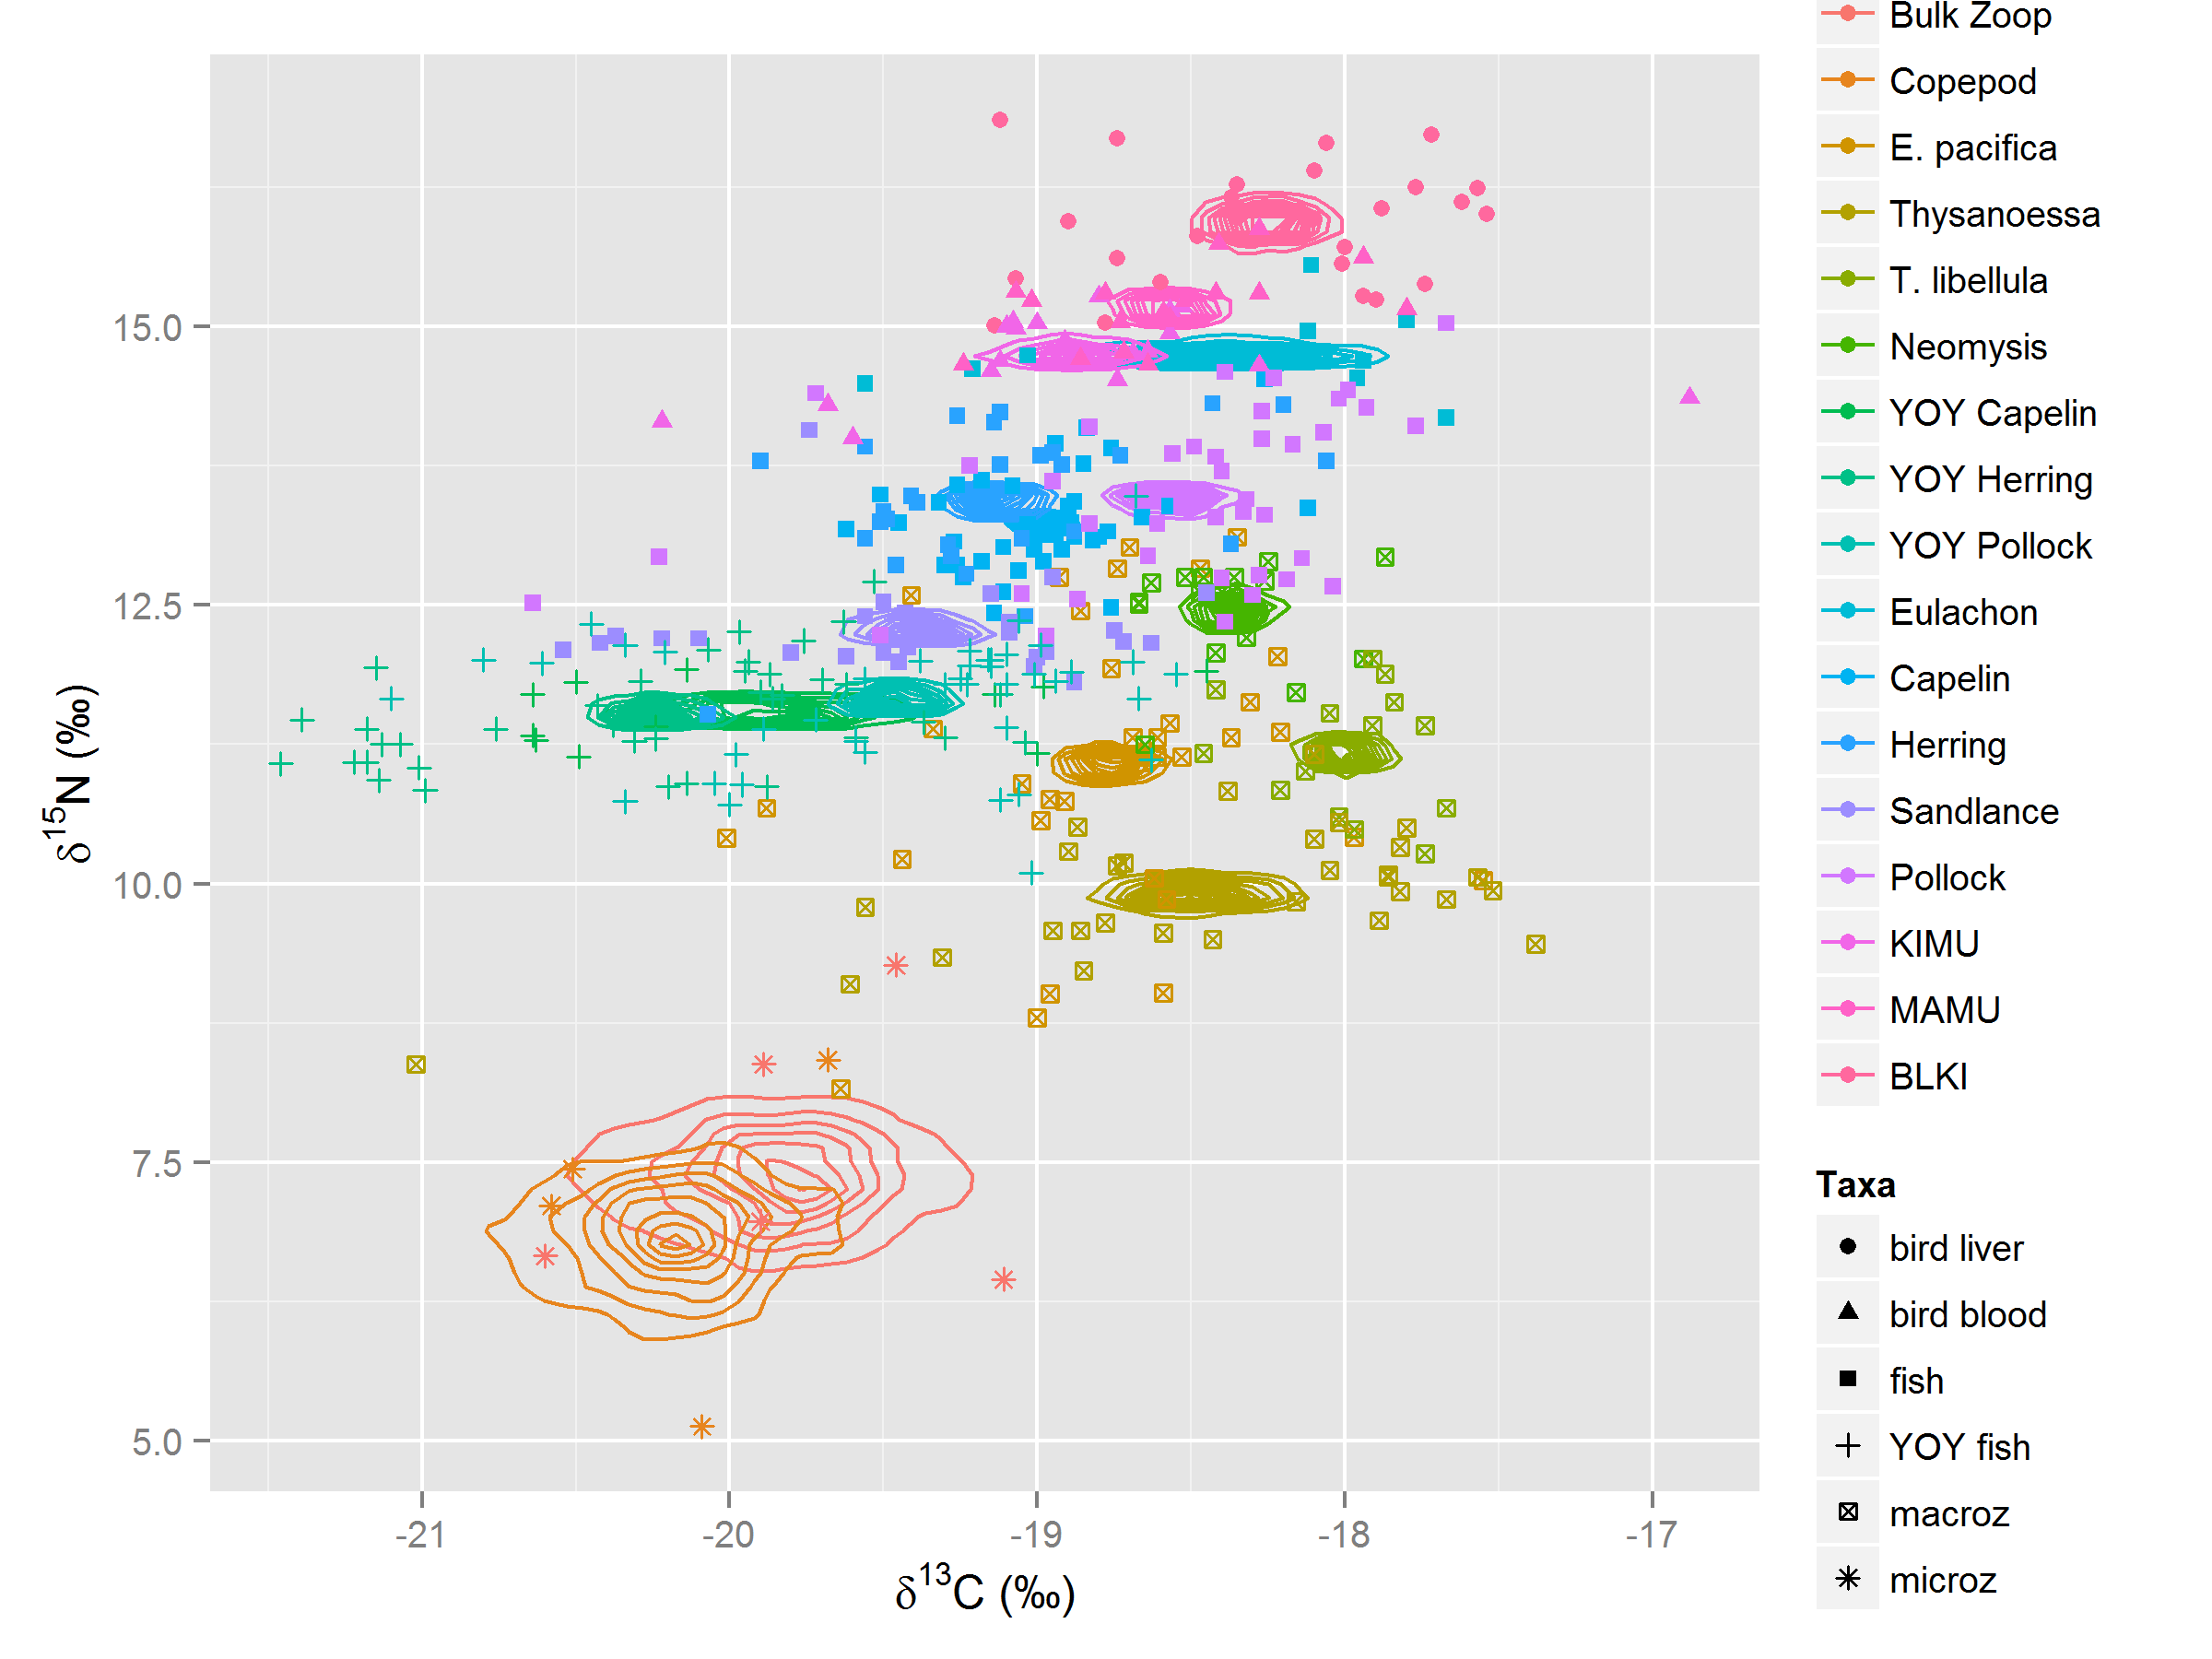 15.0
12.5
10.0
7.5
5.0
δ15N (‰)
-21
-20
-19
-18
-17
δ13C (‰)
Bulk Zoop
Copepod
E. pacifica
Thysanoessa
T. libellula
Neomysis
YOY Capelin
YOY Herring
YOY Pollock
Eulachon
Capelin
Herring
Sandlance
Pollock
KIMU
MAMU
BLKI
Taxa
bird liver
bird blood
fish
YOY fish
macroz
microz